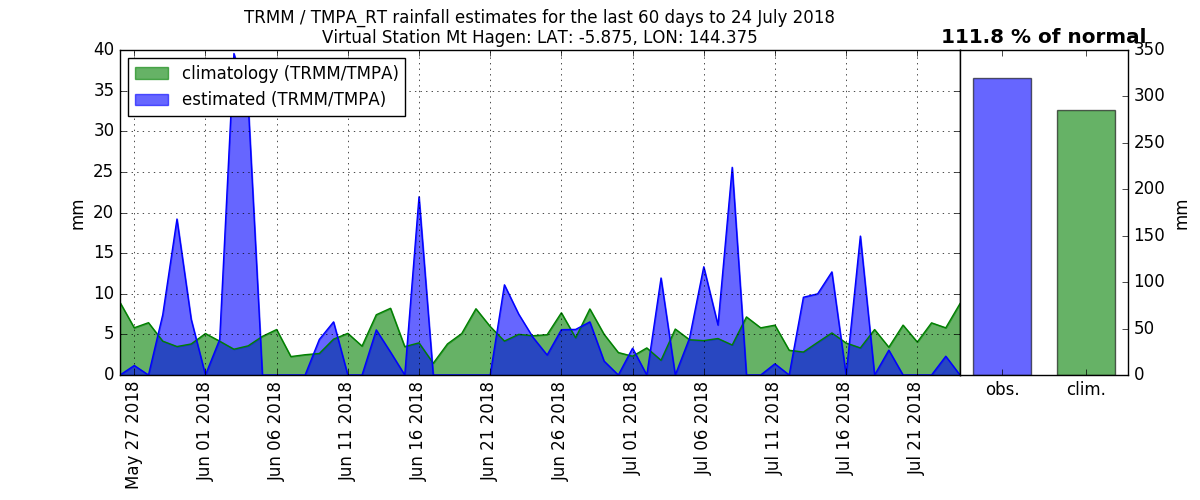 TRMM / TMPA_RT rainfall estimates for the last 60 days to 24 July 2018
Virtual Station Mt Hagen: LAT: -5.875, LON: 144.375
111.8 % of normal
climatology (TRMM/TMPA)
estimated (TRMM/TMPA)
mm
40
35
30
25
20
15
10
5
0
May 27 2018
Jun 01 2018
Jun 06 2018
Jun 11 2018
Jun 16 2018
Jun 21 2018
Jun 26 2018
Jul 01 2018
Jul 06 2018
Jul 11 2018
Jul 16 2018
Jul 21 2018
obs.
clim.
350
300
250
200
150
100
50
0
mm